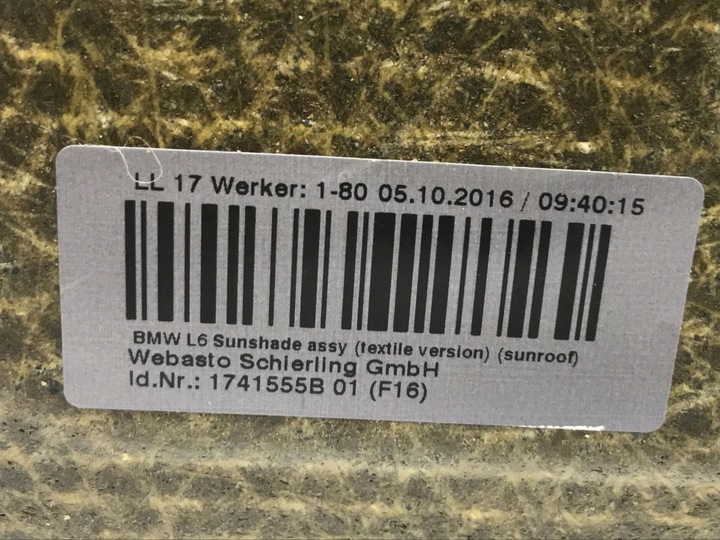 LL 17 Werker: 1-80 05.10.2016 / 09:40:15
BMW L6 Sunshade assy (textile version) (sunroof)
Webasto Schierling GmbH
Id.Nr.: 1741555B 01 (F16)